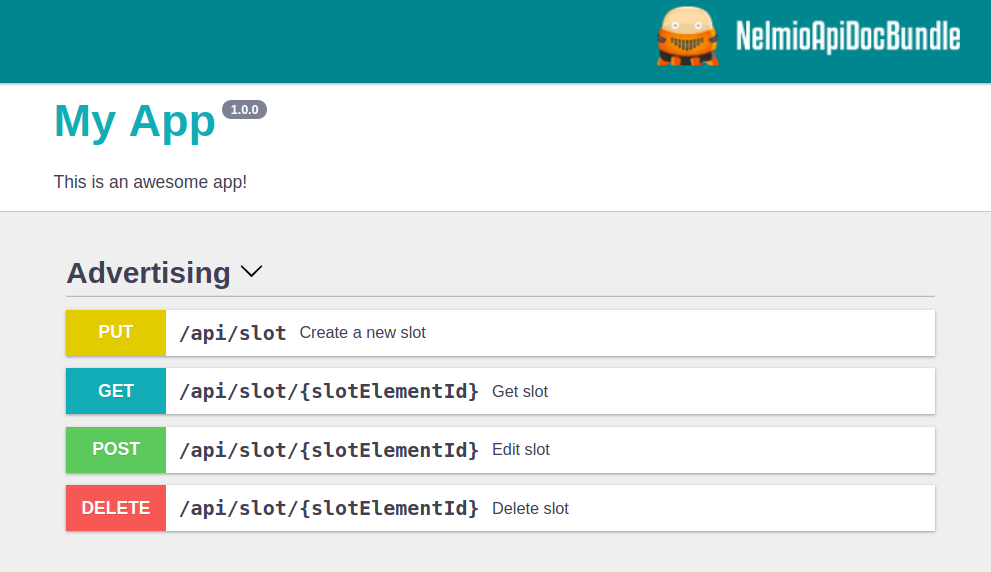 NelmioApiDocBundle
My App 1.0.0
This is an awesome app!
Advertising
PUT /api/slot Create a new slot
GET /api/slot/{slotElementId} Get slot
POST /api/slot/{slotElementId} Edit slot
DELETE /api/slot/{slotElementId} Delete slot